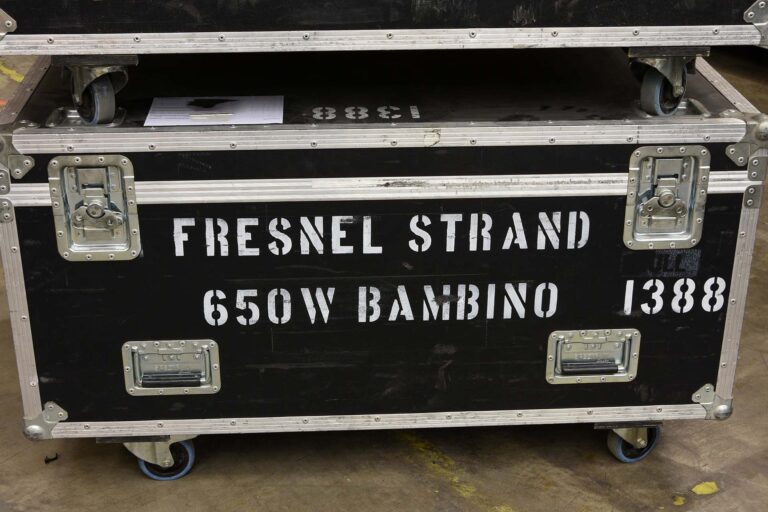 1388
FRESNEL STRAND
650W BAMBINO
1388